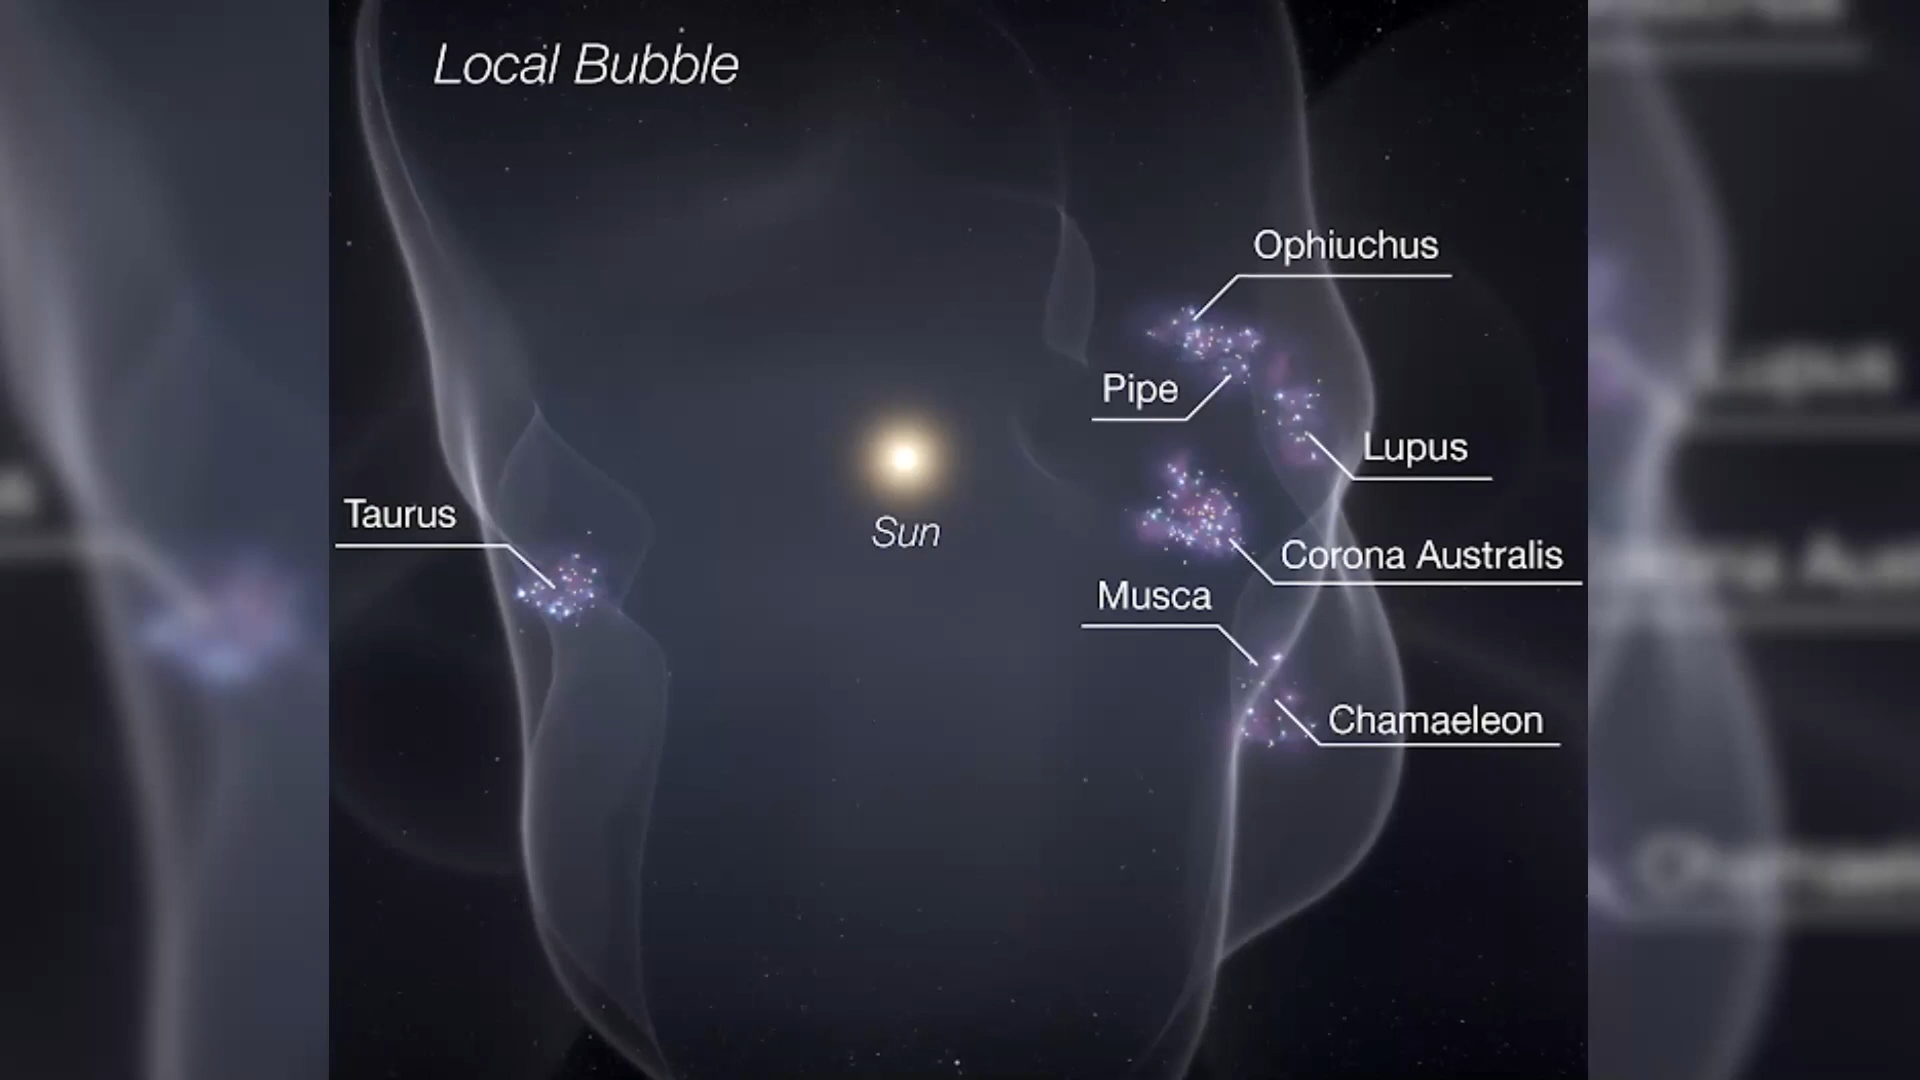 Local Bubble
Ophiuchus
Pipe
Lupus
Taurus
Sun
Corona Australis
Musca
Chamaeleon